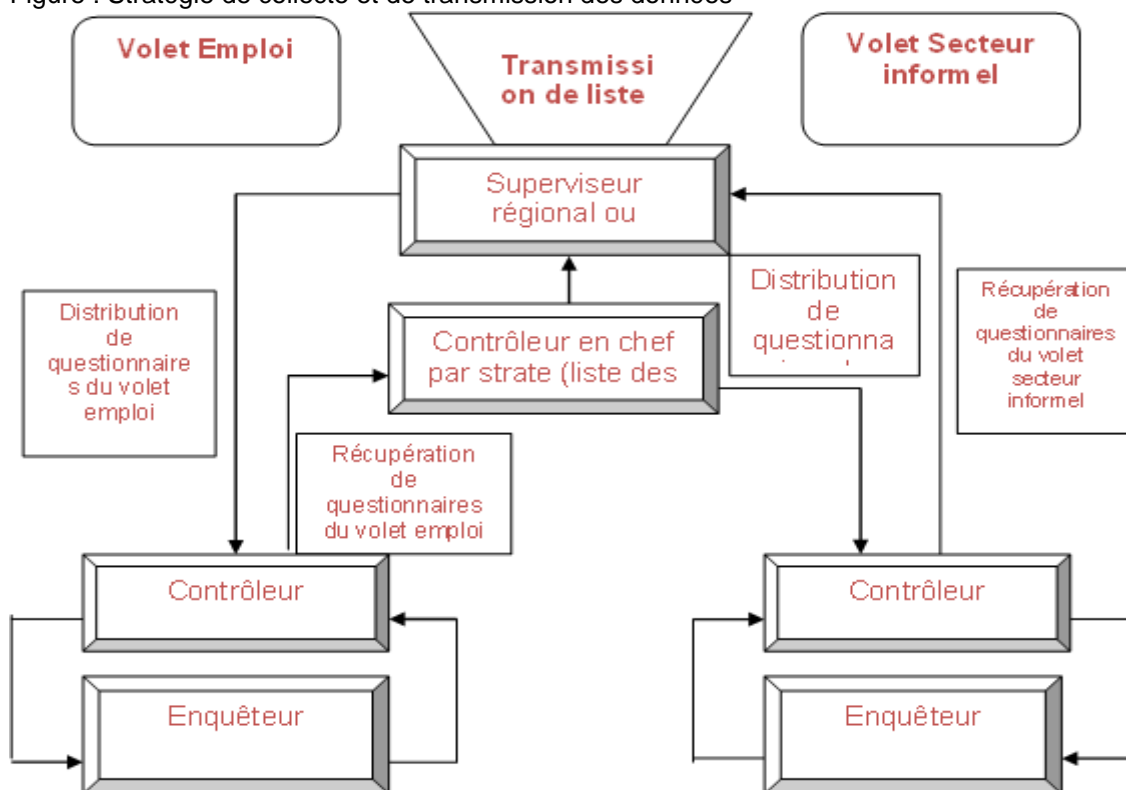 Figure : Stratégie de collecte et de transmission des données
Volet Emploi
Transmissi
on de liste
Volet Secteur
informel
Superviseur
régional ou
Distribution
de
questionnaire
s du volet
emploi
Contrôleur en chef
par strate (liste des
Distribution
de
questionna
Récupération
de
questionnaires
du volet
secteur
informel
Récupération
de
questionnaires
du volet emploi
Contrôleur
Contrôleur
Enquêteur
Enquêteur